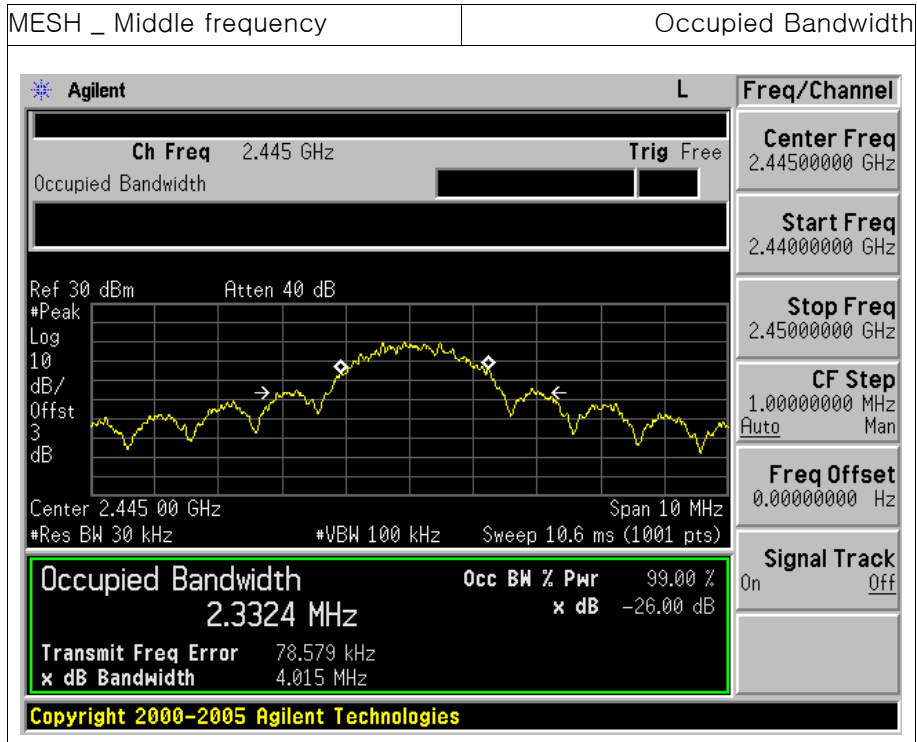 MESH _ Middle frequency Occupied Bandwidth
Agilent L Freq/Channel
Ch Freq 2.445 GHz Trig Free
Occupied Bandwidth
Center Freq
2.44500000 GHz
Start Freq
2.44000000 GHz
Stop Freq
2.45000000 GHz
CF Step
1.00000000 MHz
Auto Man
Freq Offset
0.00000000 Hz
Signal Track
On Off
Ref 30 dBm Atten 40 dB
#Peak
Log
10
dB/
Offst
3
dB
Center 2.445 00 GHz Span 10 MHz
#Res BW 30 kHz #VBW 100 kHz Sweep 10.6 ms (1001 pts)
Occupied Bandwidth Occ BW % Pwr 99.00 %
2.3324 MHz x dB -26.00 dB
Transmit Freq Error 78.579 kHz
x dB Bandwidth 4.015 MHz
Copyright 2000-2005 Agilent Technologies